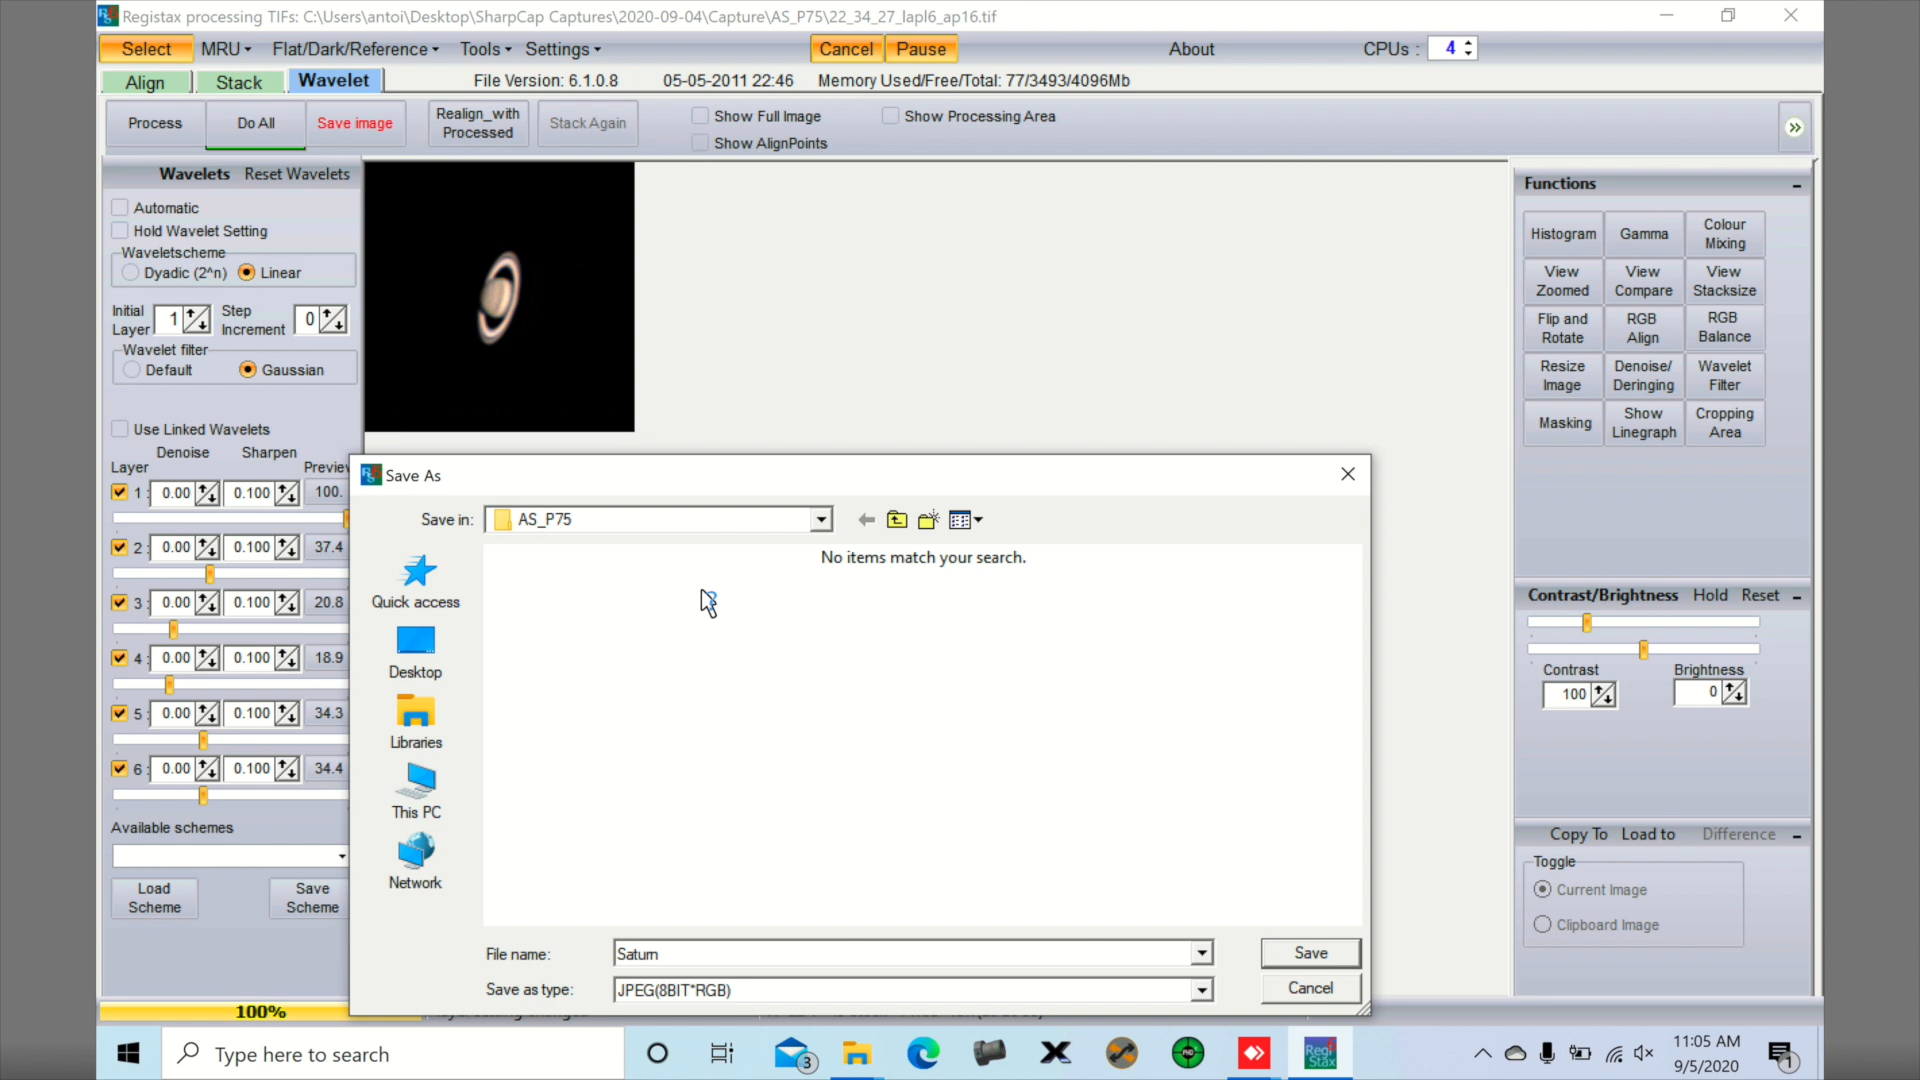 Registax processing TIFs: C:\Users\antoi\Desktop\SharpCap Captures\2020-09-04\Capture\AS_P75\22_34_27_lapl6_ap16.tif
Select MRU Flat/Dark/Reference Tools Settings Cancel Pause About CPUs : 4
Align Stack Wavelet File Version: 6.1.0.8 05-05-2011 22:46 Memory Used/Free/Total: 77/3493/4096Mb
Process Do All Save image Realign_with Processed Stack Again Show Full Image Show Processing Area
Show AlignPoints
Wavelets Reset Wavelets
Automatic
Hold Wavelet Setting
Waveletscheme
Dyadic (2^n) Linear
Initial Layer 1 Step Increment 0
Wavelet filter
Default Gaussian
Use Linked Wavelets
Denoise Sharpen
Layer Preview
1 : 0.00 0.100 100.
2 : 0.00 0.100 37.4
3 : 0.00 0.100 20.8
4 : 0.00 0.100 18.9
5 : 0.00 0.100 34.3
6 : 0.00 0.100 34.4
Available schemes
Load Scheme Save Scheme
100%
Save As
Save in: AS_P75
No items match your search.
Quick access
Desktop
Libraries
This PC
Network
File name: Saturn Save
Save as type: JPEG(8BIT*RGB) Cancel
Functions
Histogram Gamma Colour Mixing
View Zoomed View Compare View Stacksize
Flip and Rotate RGB Align RGB Balance
Resize Image Denoise/ Deringing Wavelet Filter
Masking Show Linegraph Cropping Area
Contrast/Brightness Hold Reset
Contrast Brightness
100 0
Copy To Load to Difference
Toggle
Current Image
Clipboard Image
Type here to search
3
PHD
Regi Stax
11:05 AM
9/5/2020
1